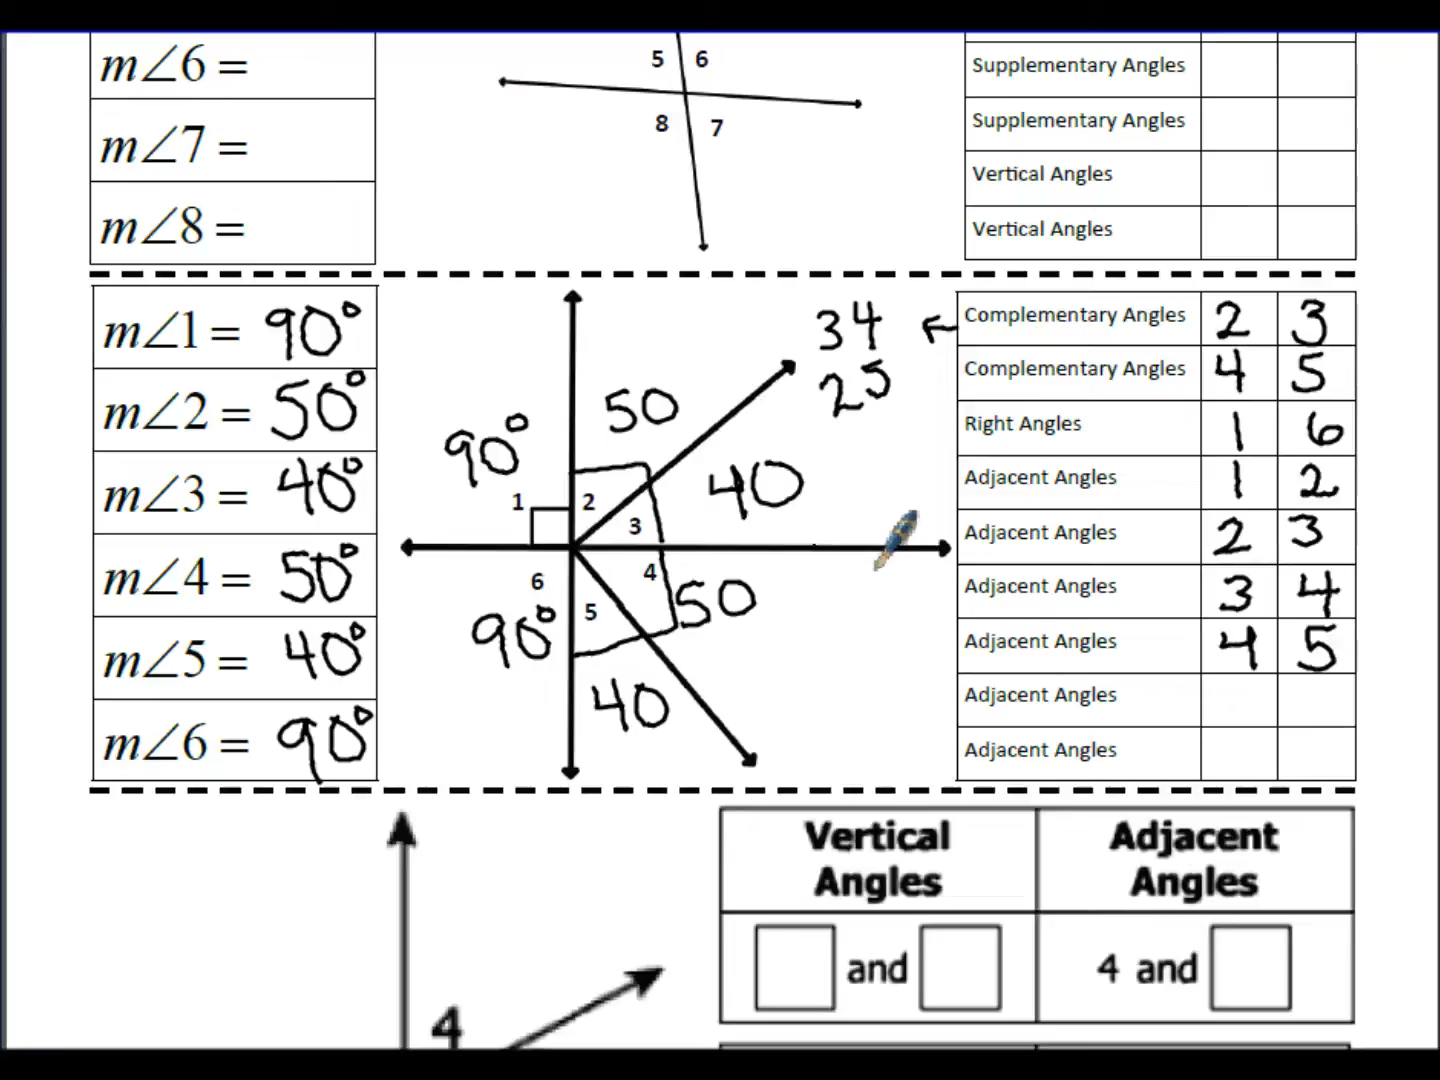 m∠6 =
m∠7 =
m∠8 =
5 6
8 7
Supplementary Angles
Supplementary Angles
Vertical Angles
Vertical Angles
m∠1 = 90°
m∠2 = 50°
m∠3 = 40°
m∠4 = 50°
m∠5 = 40°
m∠6 = 90°
34
25
50
90°
40
1 2
3
6 4
5
50
90°
40
Complementary Angles 2 3
Complementary Angles 4 5
Right Angles 1 6
Adjacent Angles 1 2
Adjacent Angles 2 3
Adjacent Angles 3 4
Adjacent Angles 4 5
Adjacent Angles
Adjacent Angles
4
Vertical
Angles
Adjacent
Angles
and
4 and